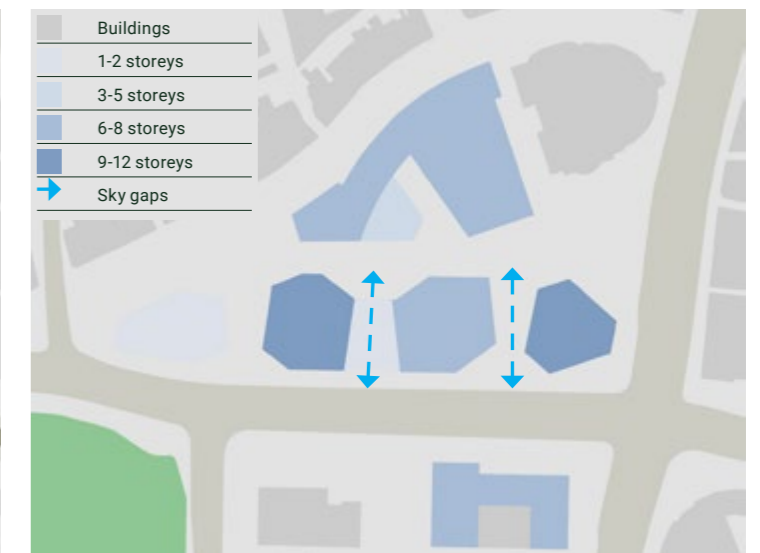 Buildings
1-2 storeys
3-5 storeys
6-8 storeys
9-12 storeys
Sky gaps